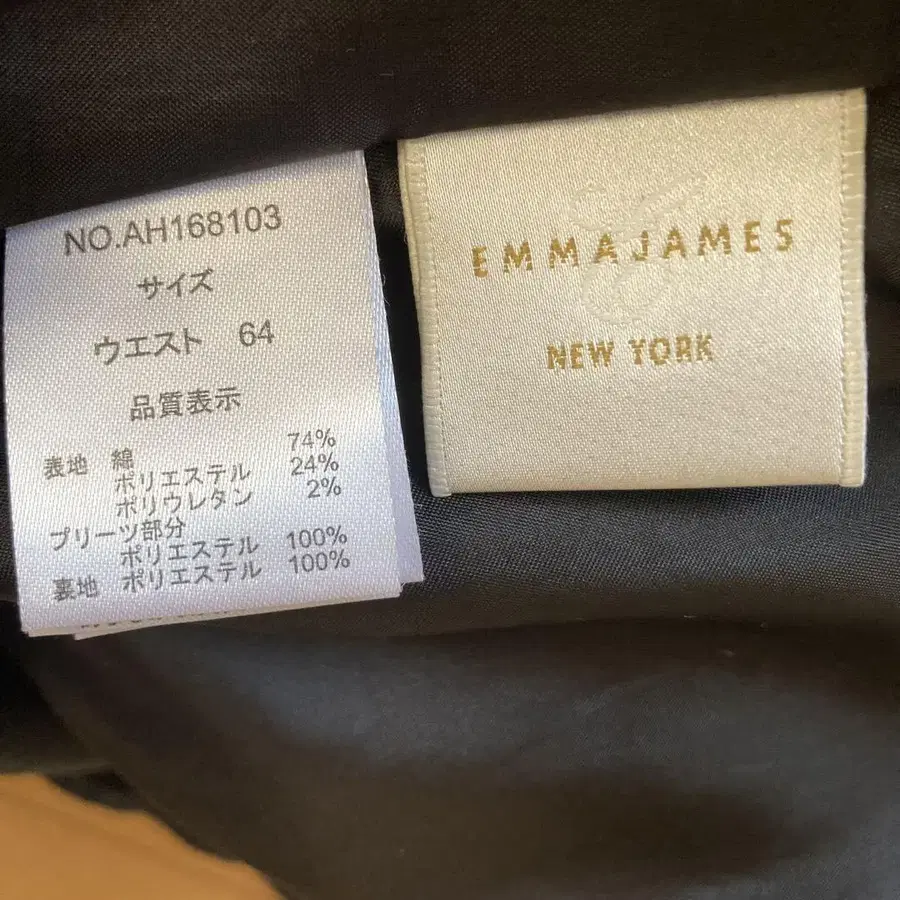 NO.AH168103
サイズ
ウエスト 64
品質表示
表地 綿 74%
ポリエステル 24%
ポリウレタン 2%
プリーツ部分
ポリエステル 100%
裏地 ポリエステル 100%
EMMAJAMES
NEW YORK